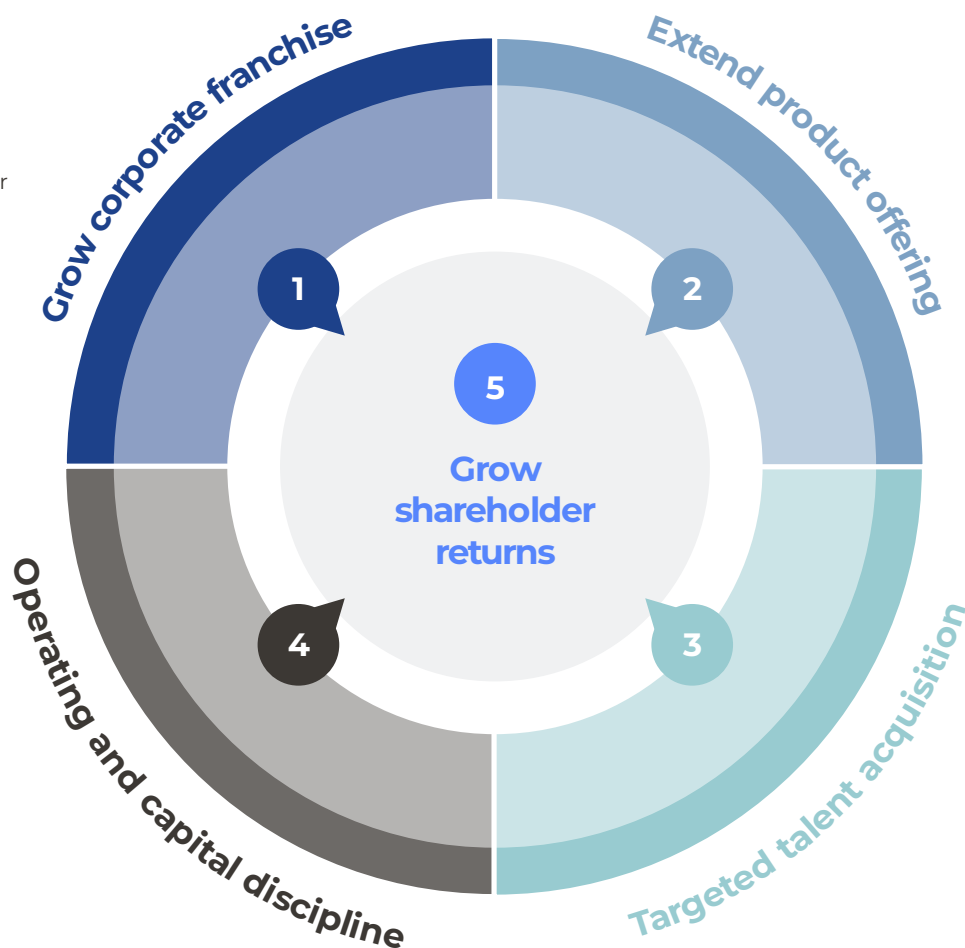 Grow corporate franchise
Extend product offering
r
1
2
5
Grow
shareholder
returns
4
3
Operating and capital discipline
Targeted talent acquisition